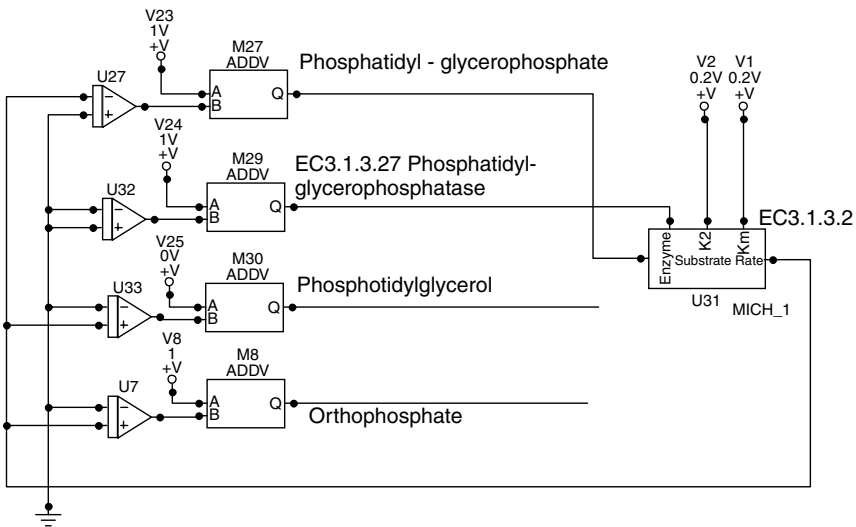 V23
1V
+V
U27
−
+
M27
ADDV
A
B
Q
Phosphatidyl - glycerophosphate
V2
0.2V
+V
V1
0.2V
+V
V24
1V
+V
U32
−
+
M29
ADDV
A
B
Q
EC3.1.3.27 Phosphatidyl-
glycerophosphatase
EC3.1.3.2
Enzyme
K2
Km
Substrate Rate
U31
MICH_1
V25
0V
+V
U33
−
+
M30
ADDV
A
B
Q
Phosphotidylglycerol
V8
1
+V
U7
−
+
M8
ADDV
A
B
Q
Orthophosphate